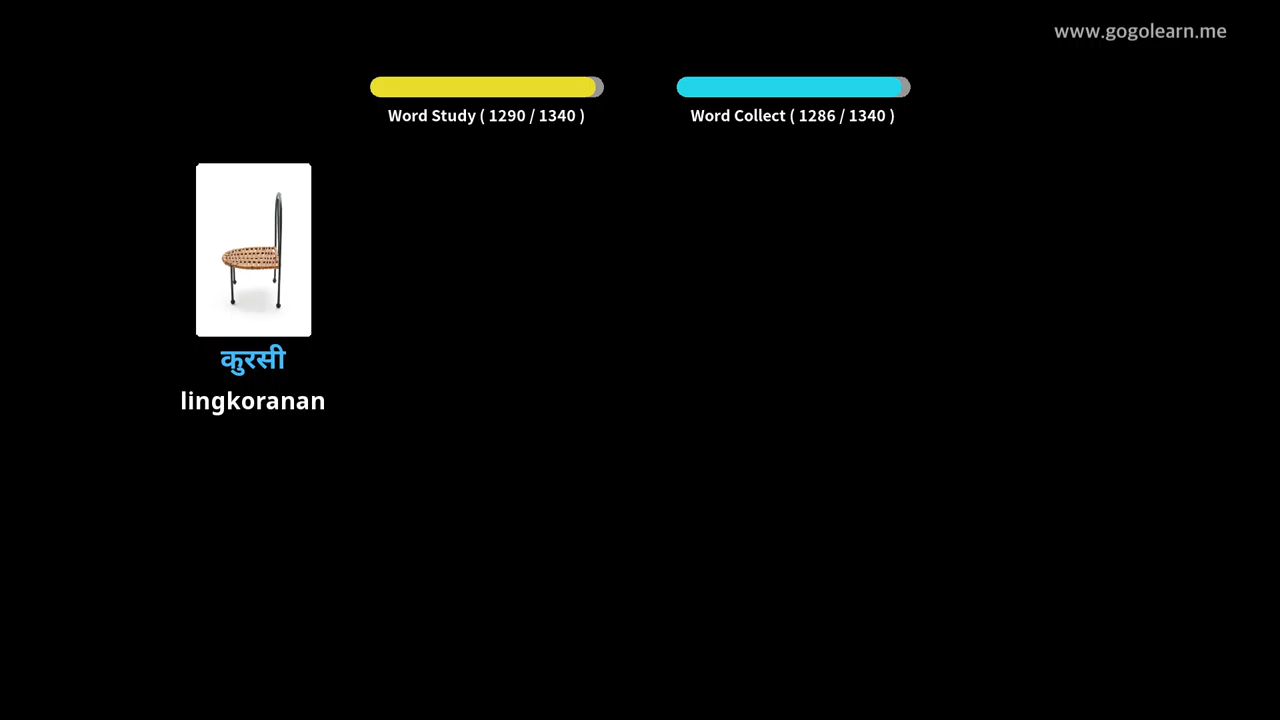 www.gogolearn.me
Word Study ( 1290 / 1340 )
Word Collect ( 1286 / 1340 )
कुरसी
lingkoranan